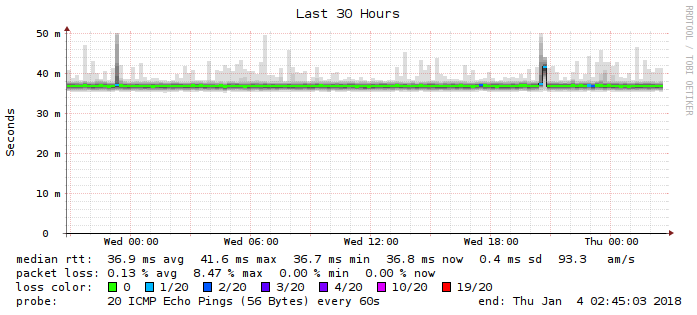 Last 30 Hours
RRDTOOL / TOBI OETIKER
Seconds
50 m
40 m
30 m
20 m
10 m
0
Wed 00:00 Wed 06:00 Wed 12:00 Wed 18:00 Thu 00:00
median rtt: 36.9 ms avg 41.6 ms max 36.7 ms min 36.8 ms now 0.4 ms sd 93.3 am/s
packet loss: 0.13 % avg 8.47 % max 0.00 % min 0.00 % now
loss color: 0 1/20 2/20 3/20 4/20 10/20 19/20
probe: 20 ICMP Echo Pings (56 Bytes) every 60s end: Thu Jan 4 02:45:03 2018